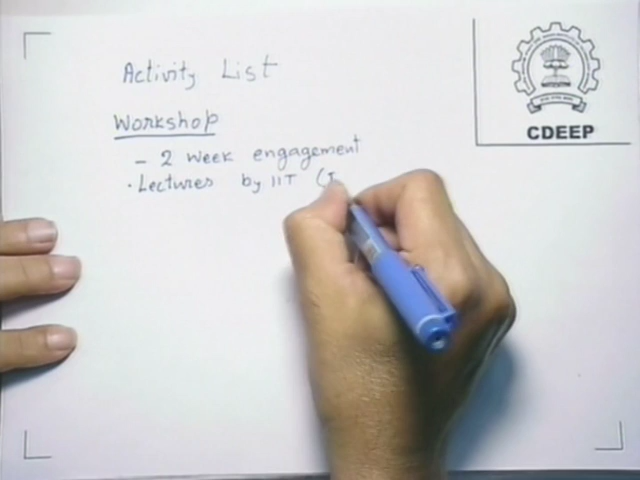 Activity List
CDEEP
Workshop
- 2 week engagement
• Lectures by IIT (